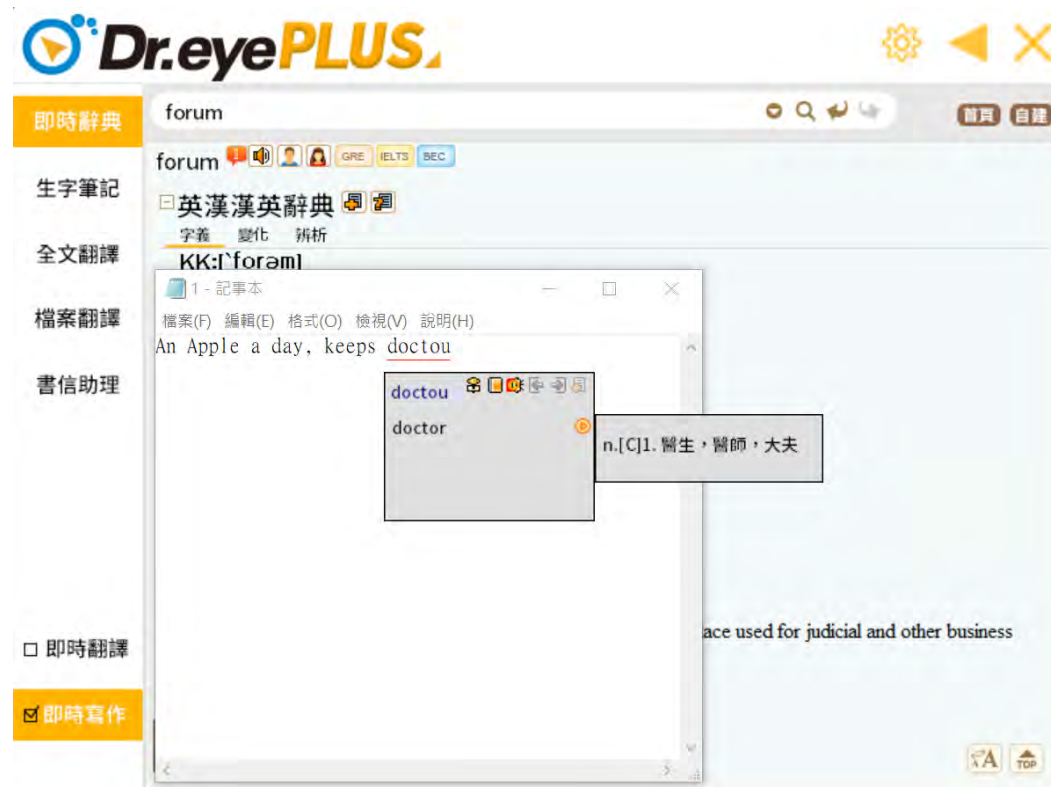 Dr.eyePLUS
即時辭典
生字筆記
全文翻譯
檔案翻譯
書信助理
□ 即時翻譯
☑ 即時寫作
forum
首頁 自建
forum GRE IELTS BEC
英漢漢英辭典
字義 變化 辨析
KK:[`forəm]
1 - 記事本
檔案(F) 編輯(E) 格式(O) 檢視(V) 說明(H)
An Apple a day, keeps doctou
doctou
doctor
n.[C]1. 醫生，醫師，大夫
ace used for judicial and other business
A TOP